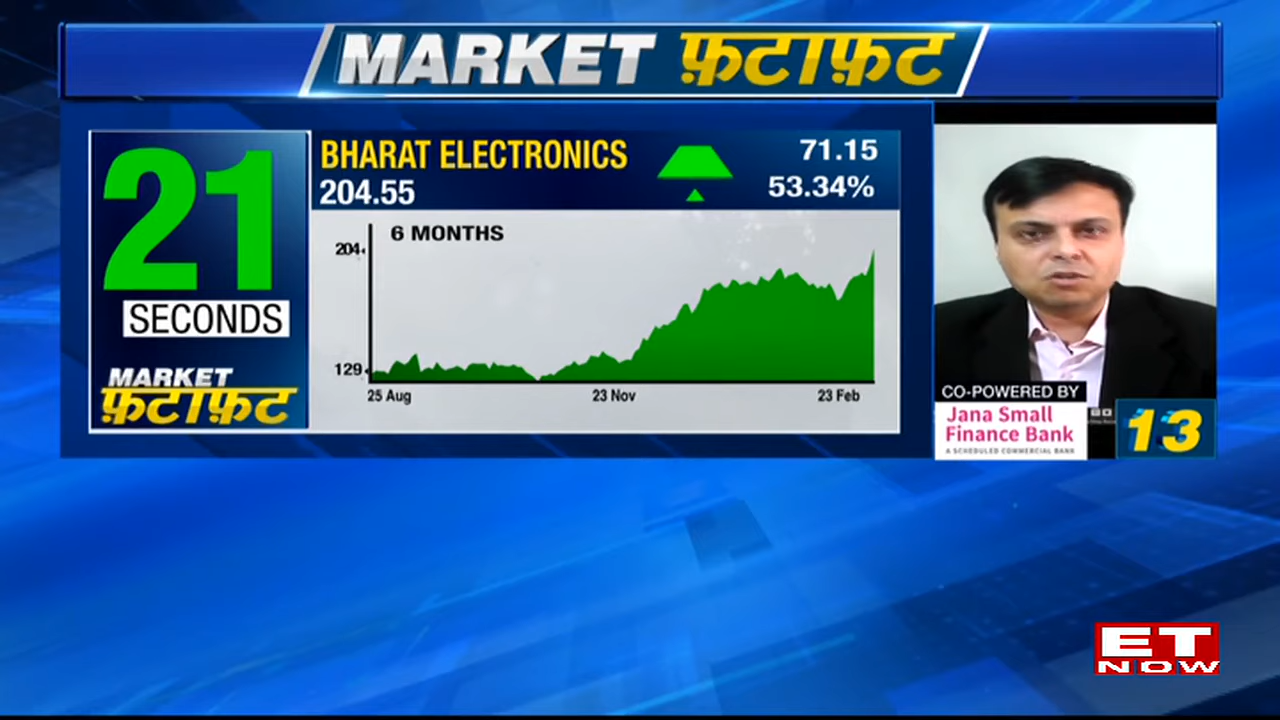 MARKET फ़टाफ़ट
21
SECONDS
MARKET
फ़टाफ़ट
BHARAT ELECTRONICS
204.55
71.15
53.34%
6 MONTHS
204
129
25 Aug
23 Nov
23 Feb
CO-POWERED BY
Jana Small
Finance Bank
A SCHEDULED COMMERCIAL BANK
13
ET
NOW